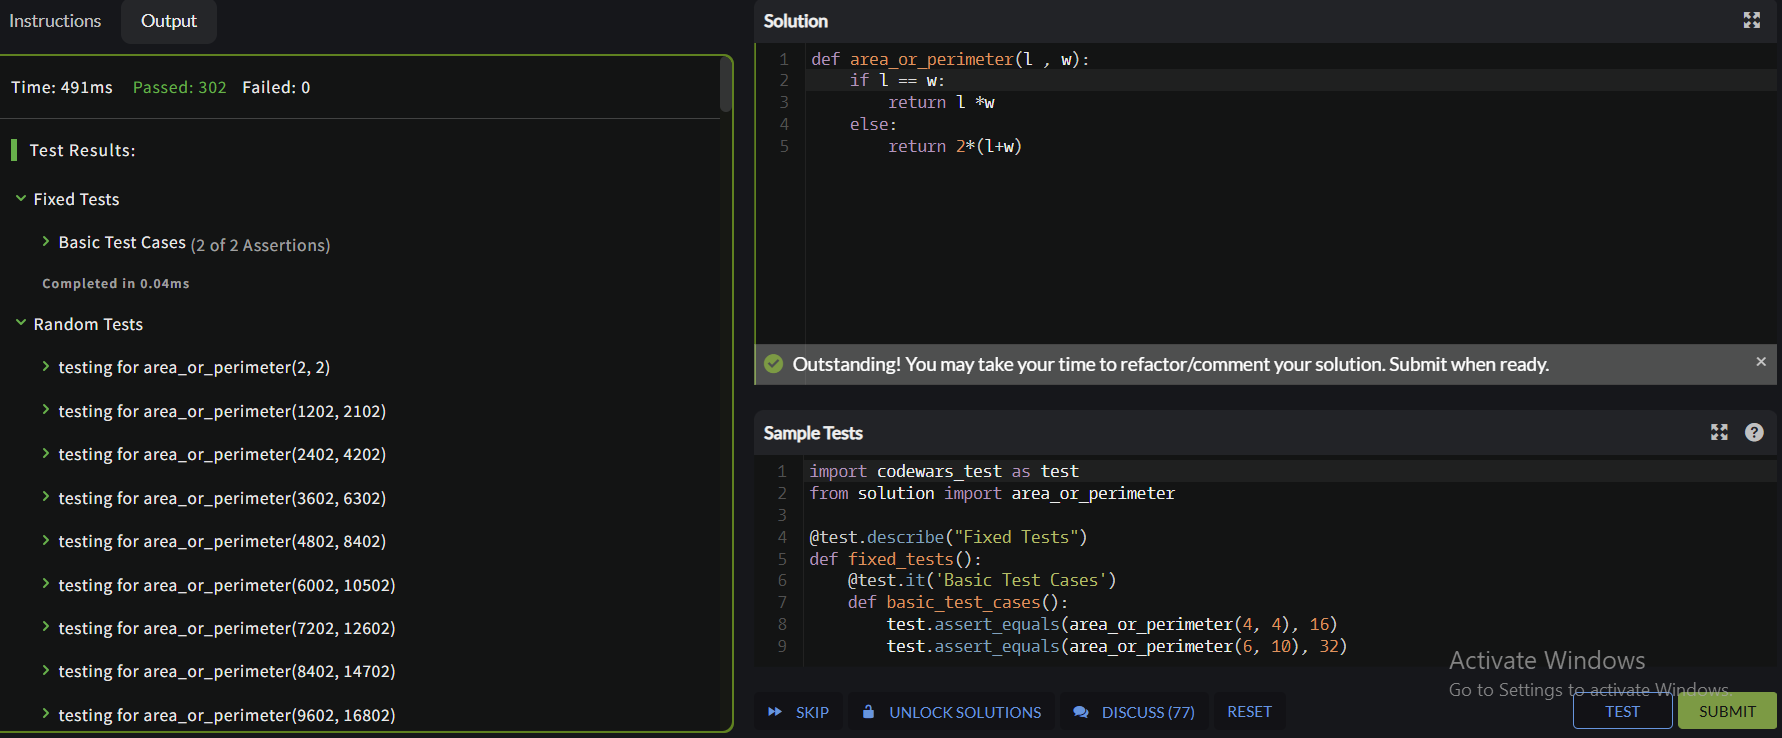 Instructions
Output
Time: 491ms Passed: 302 Failed: 0
Test Results:
Fixed Tests
Basic Test Cases (2 of 2 Assertions)
Completed in 0.04ms
Random Tests
testing for area_or_perimeter(2, 2)
testing for area_or_perimeter(1202, 2102)
testing for area_or_perimeter(2402, 4202)
testing for area_or_perimeter(3602, 6302)
testing for area_or_perimeter(4802, 8402)
testing for area_or_perimeter(6002, 10502)
testing for area_or_perimeter(7202, 12602)
testing for area_or_perimeter(8402, 14702)
testing for area_or_perimeter(9602, 16802)
Solution
1 def area_or_perimeter(l , w):
2     if l == w:
3         return l *w
4     else:
5         return 2*(l+w)
Outstanding! You may take your time to refactor/comment your solution. Submit when ready.
Sample Tests
1 import codewars_test as test
2 from solution import area_or_perimeter
3
4 @test.describe("Fixed Tests")
5 def fixed_tests():
6     @test.it('Basic Test Cases')
7     def basic_test_cases():
8         test.assert_equals(area_or_perimeter(4, 4), 16)
9         test.assert_equals(area_or_perimeter(6, 10), 32)
Activate Windows
Go to Settings to activate Windows.
SKIP
UNLOCK SOLUTIONS
DISCUSS (77)
RESET
TEST
SUBMIT